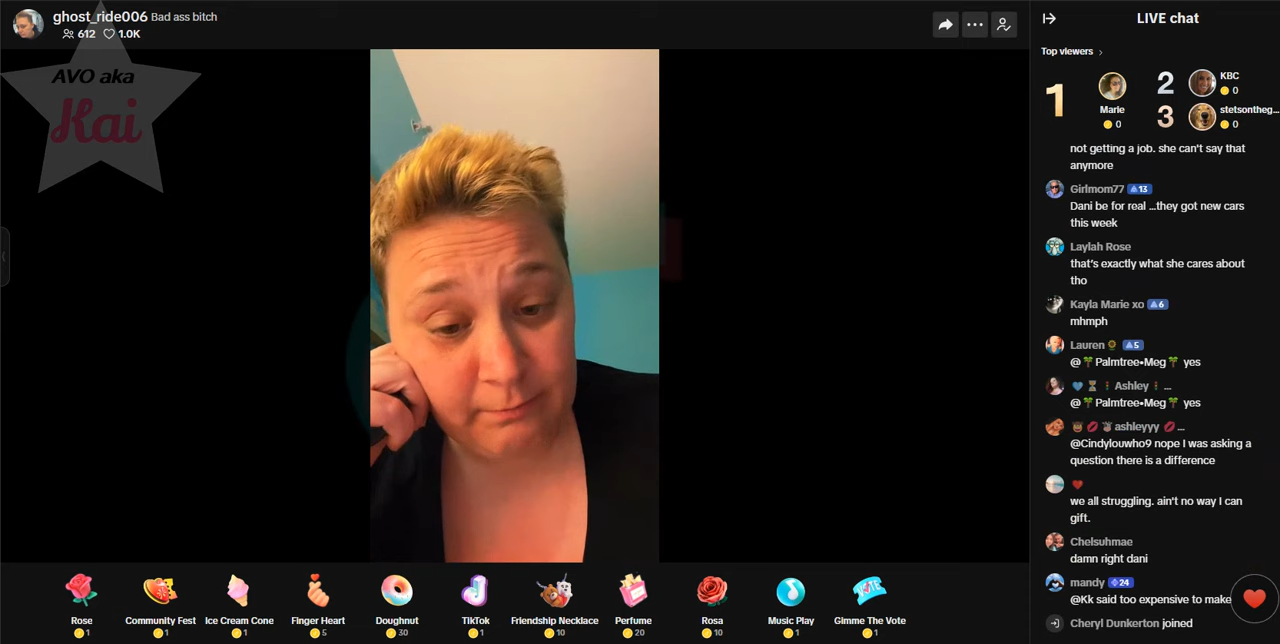 ghost_ride006 Bad ass bitch
612 1.0K
AVO aka
Kai
LIVE chat
Top viewers >
1
Marie
0
2
KBC
0
3
stetsontheg...
0
not getting a job. she can't say that
anymore
Girlmom77 13
Dani be for real ...they got new cars
this week
Laylah Rose
that's exactly what she cares about
tho
Kayla Marie xo 6
mhmph
Lauren🌻 5
@🌴Palmtree•Meg🌴 yes
Ashley ...
@🌴Palmtree•Meg🌴 yes
ashleyyy ...
@Cindylouwho9 nope I was asking a
question there is a difference
we all struggling. ain't no way I can
gift.
Chelsuhmae
damn right dani
mandy 24
@Kk said too expensive to make
Cheryl Dunkerton joined
Rose
1
Community Fest
1
Ice Cream Cone
1
Finger Heart
5
Doughnut
30
TikTok
1
Friendship Necklace
10
Perfume
20
Rosa
10
Music Play
1
Gimme The Vote
1